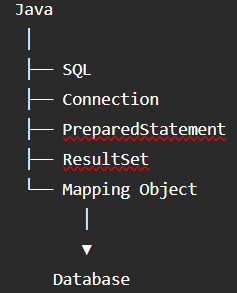 Java
SQL
Connection
PreparedStatement
ResultSet
Mapping Object
Database